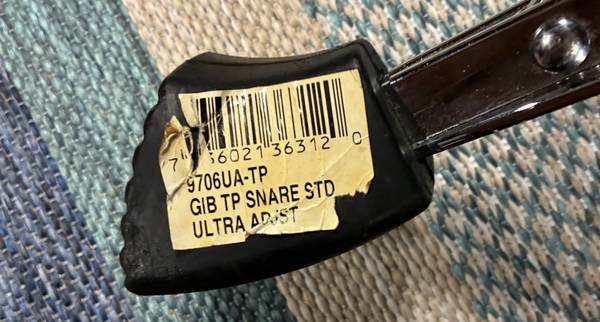 7 36021 36312 0
9706UA-TP
GIB TP SNARE STD
ULTRA ADJST